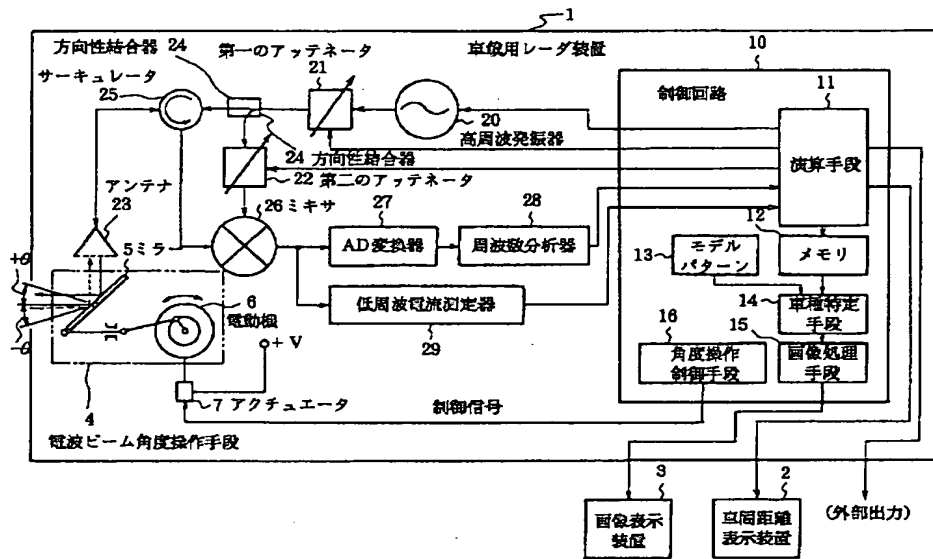 1
方向性結合器 24
第一のアッテネータ
車載用レーダ装置
10
サーキュレータ
25
21
制御回路
11
20
高周波発振器
演算手段
24 方向性結合器
22 第二のアッテネータ
アンテナ
23
26 ミキサ
27
28
12
5 ミラ
AD変換器
周波数分析器
モデル
パターン
13
メモリ
+θ
-θ
6
電動機
低周波電流測定器
29
14
車種特定
手段
16
15
+V
角度操作
制御手段
画像処理
手段
4
7 アクチュエータ
制御信号
電波ビーム角度操作手段
3
2
画像表示
装置
車間距離
表示装置
(外部出力)